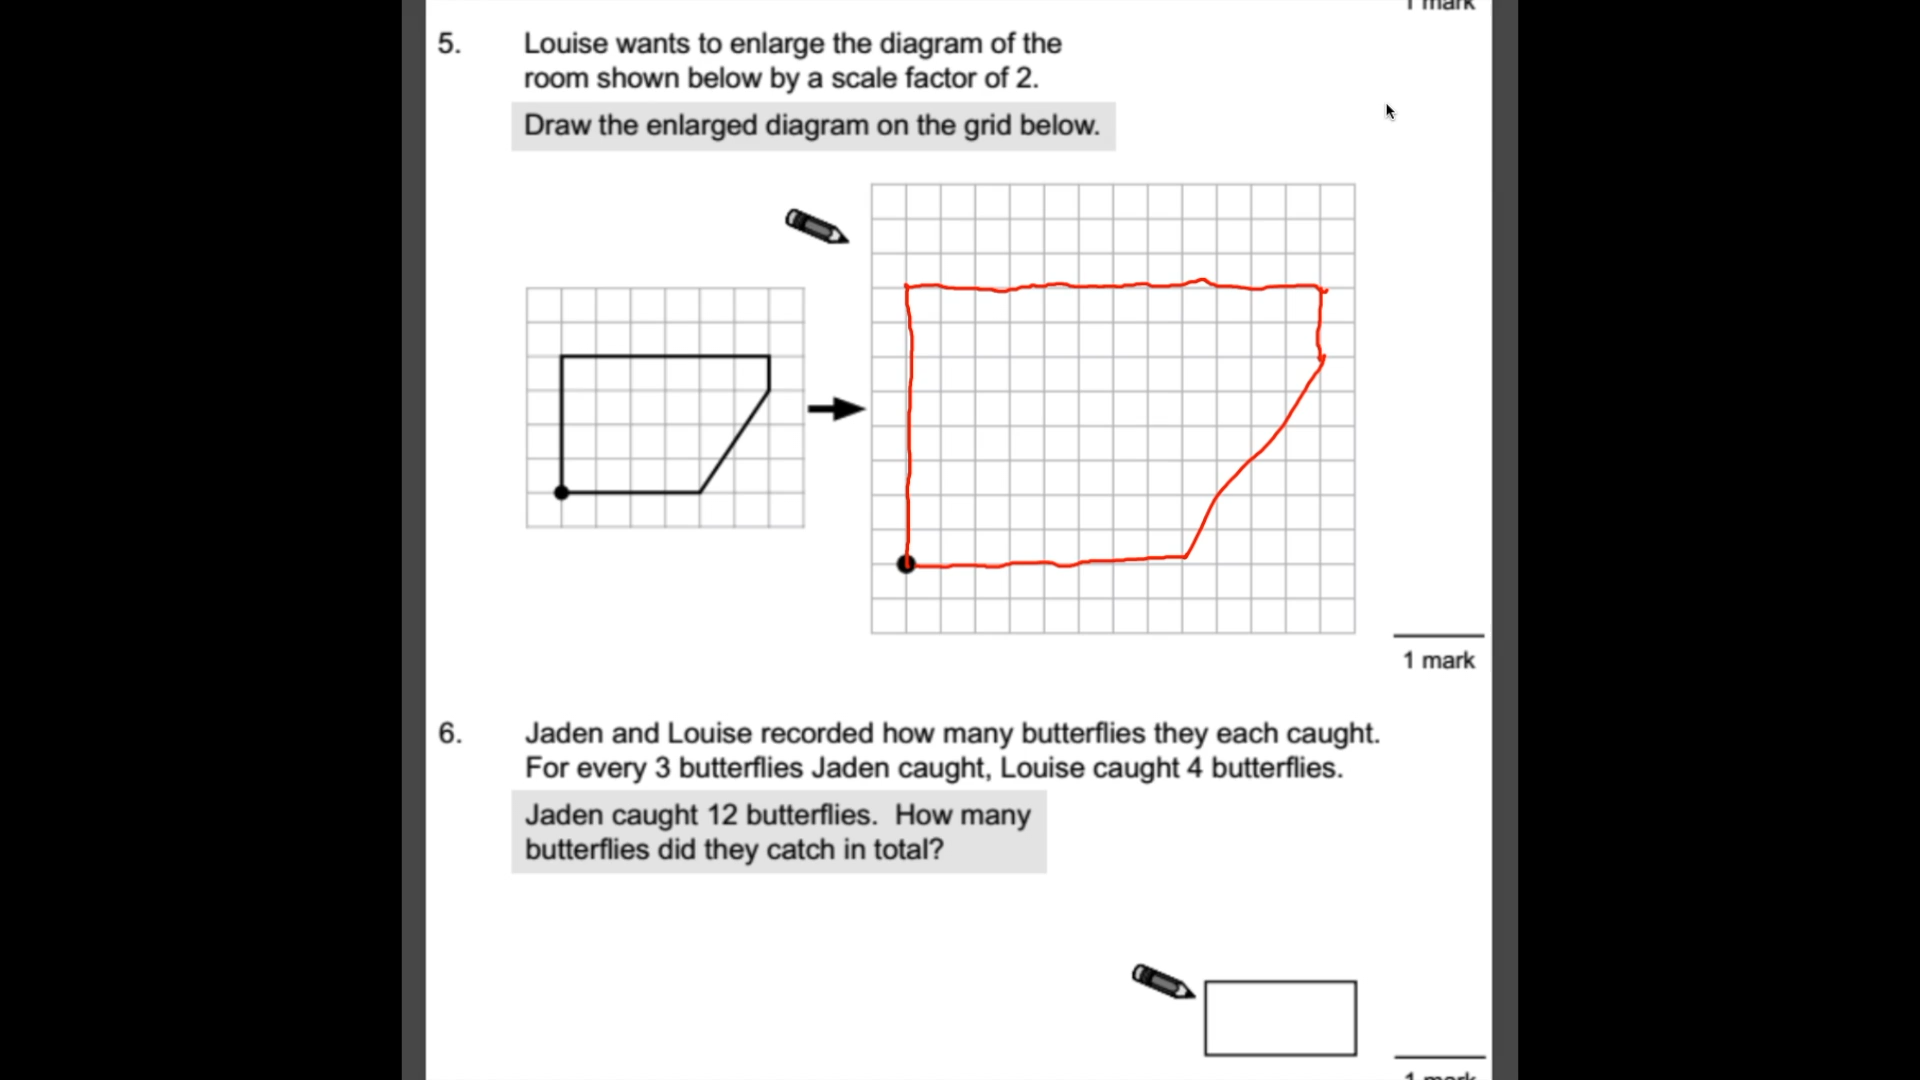 1 mark
5. Louise wants to enlarge the diagram of the
room shown below by a scale factor of 2.
Draw the enlarged diagram on the grid below.
1 mark
6. Jaden and Louise recorded how many butterflies they each caught.
For every 3 butterflies Jaden caught, Louise caught 4 butterflies.
Jaden caught 12 butterflies. How many
butterflies did they catch in total?
1 mark